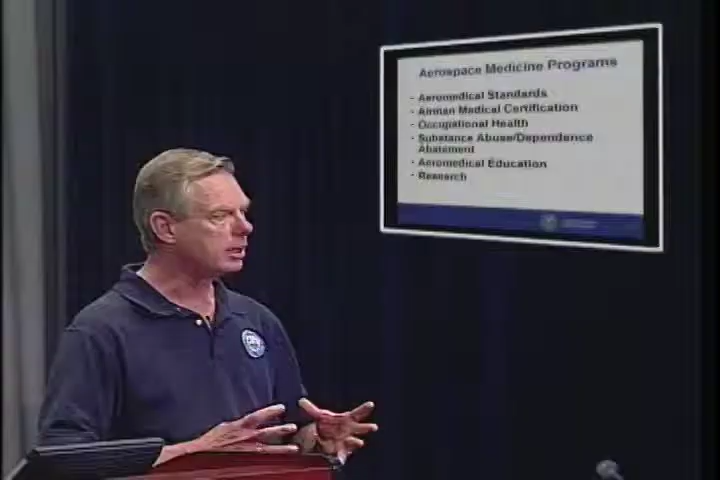 Aerospace Medicine Programs
- Aeromedical Standards
- Airman Medical Certification
- Occupational Health
- Substance Abuse/Dependence
Abatement
- Aeromedical Education
- Research